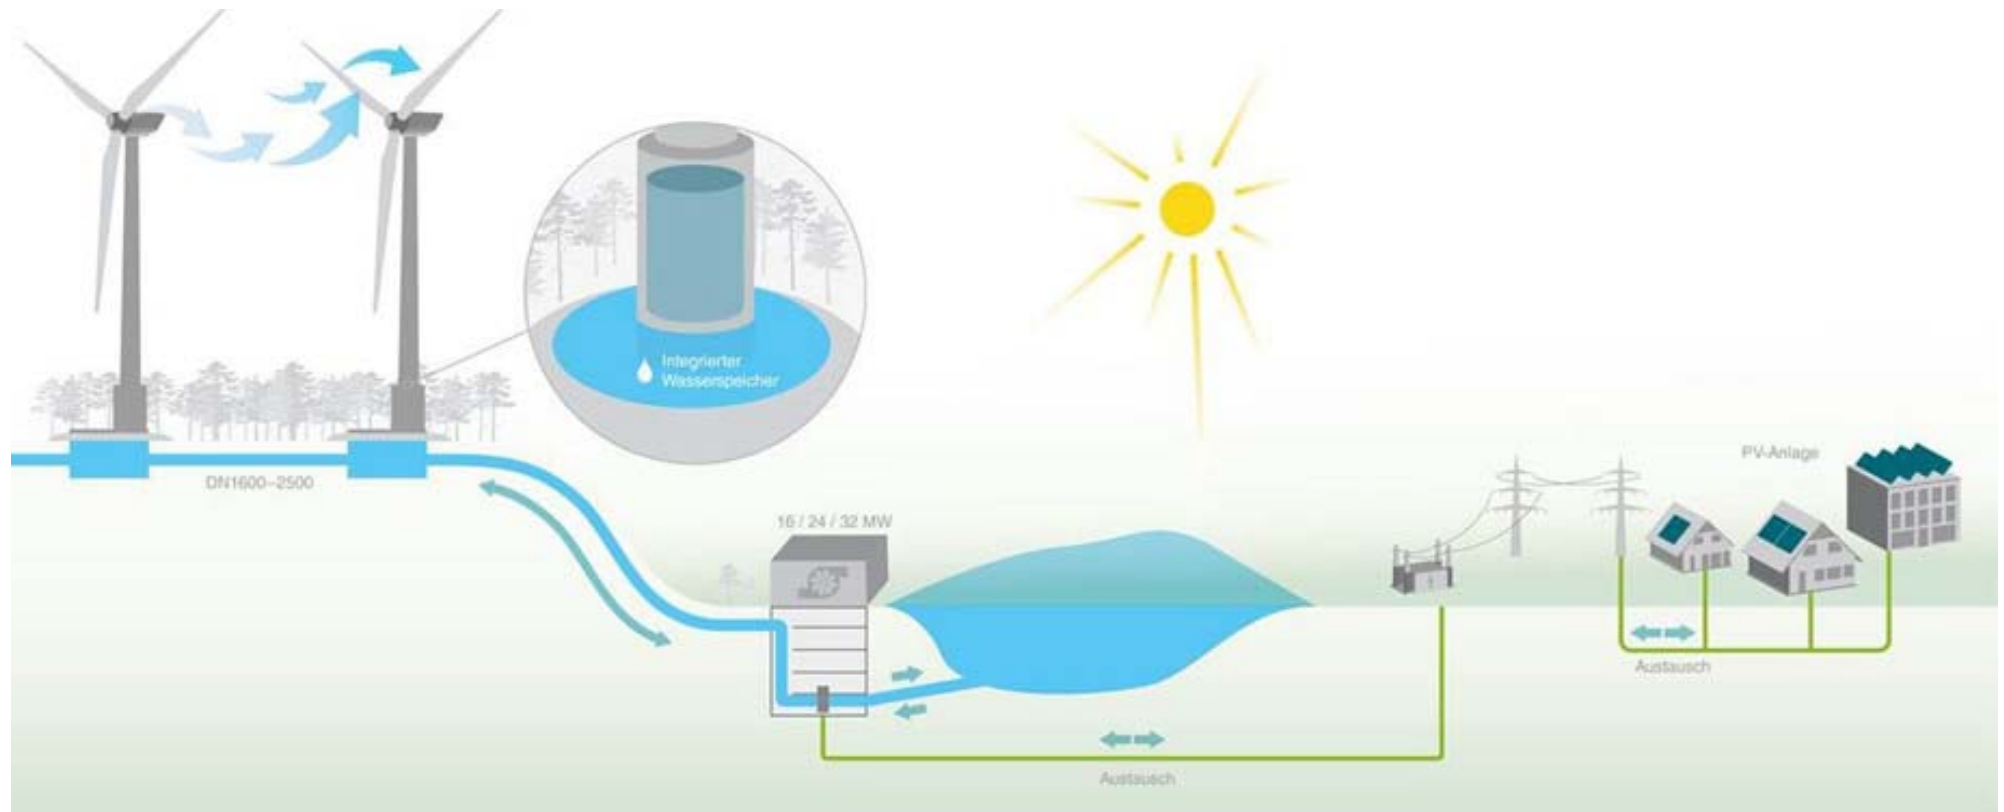 Integrierter
Wasserspeicher
DN1600–2500
PV-Anlage
16 / 24 / 32 MW
Austausch
Austausch